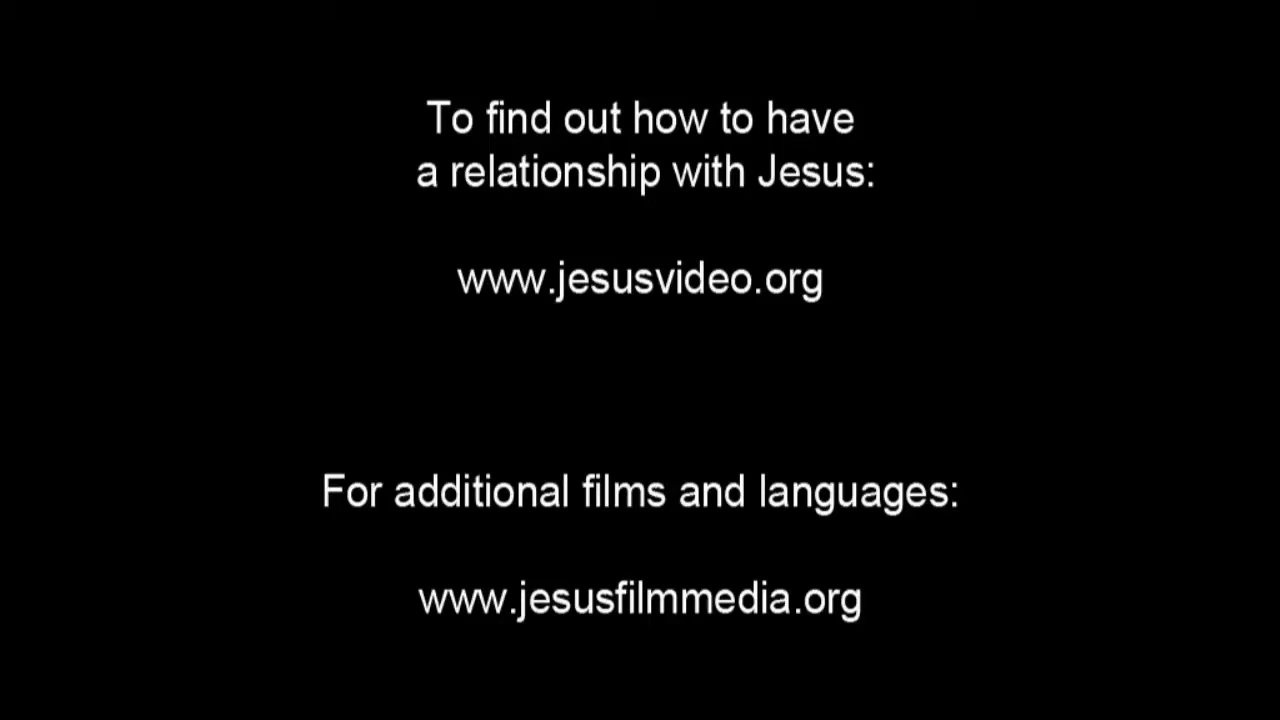 To find out how to have
a relationship with Jesus:
www.jesusvideo.org
For additional films and languages:
www.jesusfilmmedia.org